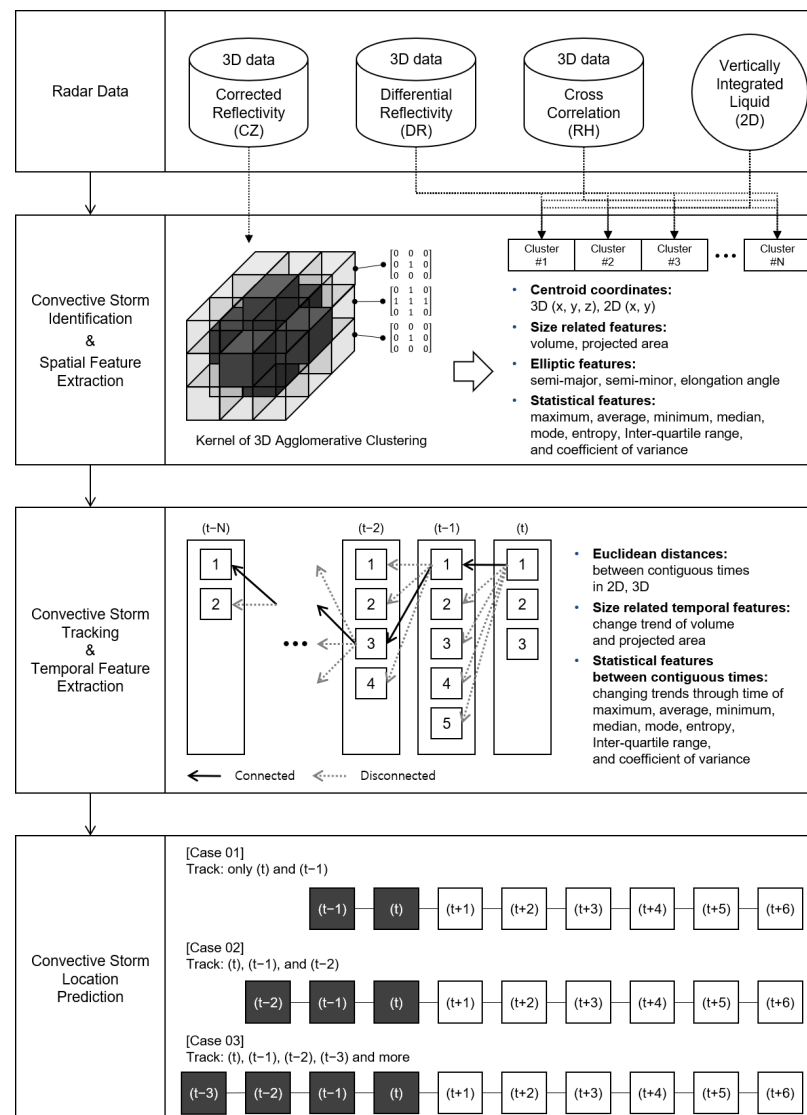 Radar Data
3D data
Corrected
Reflectivity
(CZ)
3D data
Differential
Reflectivity
(DR)
3D data
Cross
Correlation
(RH)
Vertically
Integrated
Liquid
(2D)
Convective Storm
Identification
&
Spatial Feature
Extraction
0 0 0
0 1 0
0 0 0
0 1 0
1 1 1
0 1 0
0 0 0
0 1 0
0 0 0
Kernel of 3D Agglomerative Clustering
Cluster
#1
Cluster
#2
Cluster
#3
•••
Cluster
#N
• Centroid coordinates:
3D (x, y, z), 2D (x, y)
• Size related features:
volume, projected area
• Elliptic features:
semi-major, semi-minor, elongation angle
• Statistical features:
maximum, average, minimum, median,
mode, entropy, Inter-quartile range,
and coefficient of variance
Convective Storm
Tracking
&
Temporal Feature
Extraction
(t−N)
1
2
•••
(t−2)
1
2
3
4
(t−1)
1
2
3
4
5
(t)
1
2
3
Connected
Disconnected
• Euclidean distances:
between contiguous times
in 2D, 3D
• Size related temporal features:
change trend of volume
and projected area
• Statistical features
between contiguous times:
changing trends through time of
maximum, average, minimum,
median, mode, entropy,
Inter-quartile range,
and coefficient of variance
Convective Storm
Location
Prediction
[Case 01]
Track: only (t) and (t−1)
(t−1) (t) (t+1) (t+2) (t+3) (t+4) (t+5) (t+6)
[Case 02]
Track: (t), (t−1), and (t−2)
(t−2) (t−1) (t) (t+1) (t+2) (t+3) (t+4) (t+5) (t+6)
[Case 03]
Track: (t), (t−1), (t−2), (t−3) and more
(t−3) (t−2) (t−1) (t) (t+1) (t+2) (t+3) (t+4) (t+5) (t+6)